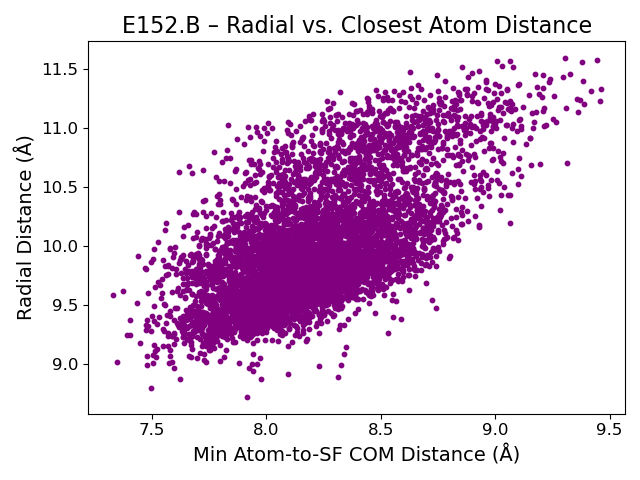 E152.B – Radial vs. Closest Atom Distance
11.5
11.0
10.5
10.0
9.5
9.0
Radial Distance (Å)
7.5 8.0 8.5 9.0 9.5
Min Atom-to-SF COM Distance (Å)